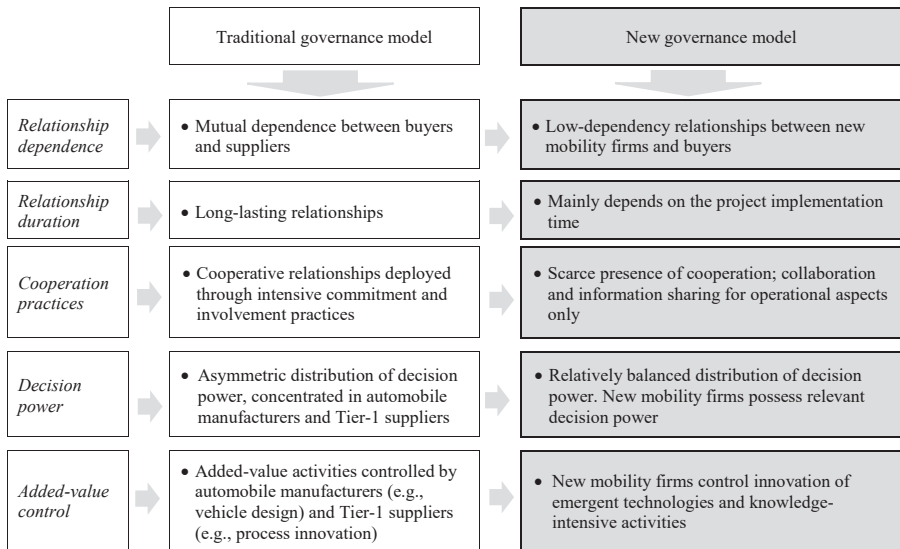 Traditional governance model
New governance model
Relationship
dependence
• Mutual dependence between buyers
and suppliers
• Low-dependency relationships between new
mobility firms and buyers
Relationship
duration
• Long-lasting relationships
• Mainly depends on the project implementation
time
Cooperation
practices
• Cooperative relationships deployed
through intensive commitment and
involvement practices
• Scarce presence of cooperation; collaboration
and information sharing for operational aspects
only
Decision
power
• Asymmetric distribution of decision
power, concentrated in automobile
manufacturers and Tier-1 suppliers
• Relatively balanced distribution of decision
power. New mobility firms possess relevant
decision power
Added-value
control
• Added-value activities controlled by
automobile manufacturers (e.g.,
vehicle design) and Tier-1 suppliers
(e.g., process innovation)
• New mobility firms control innovation of
emergent technologies and knowledge-
intensive activities